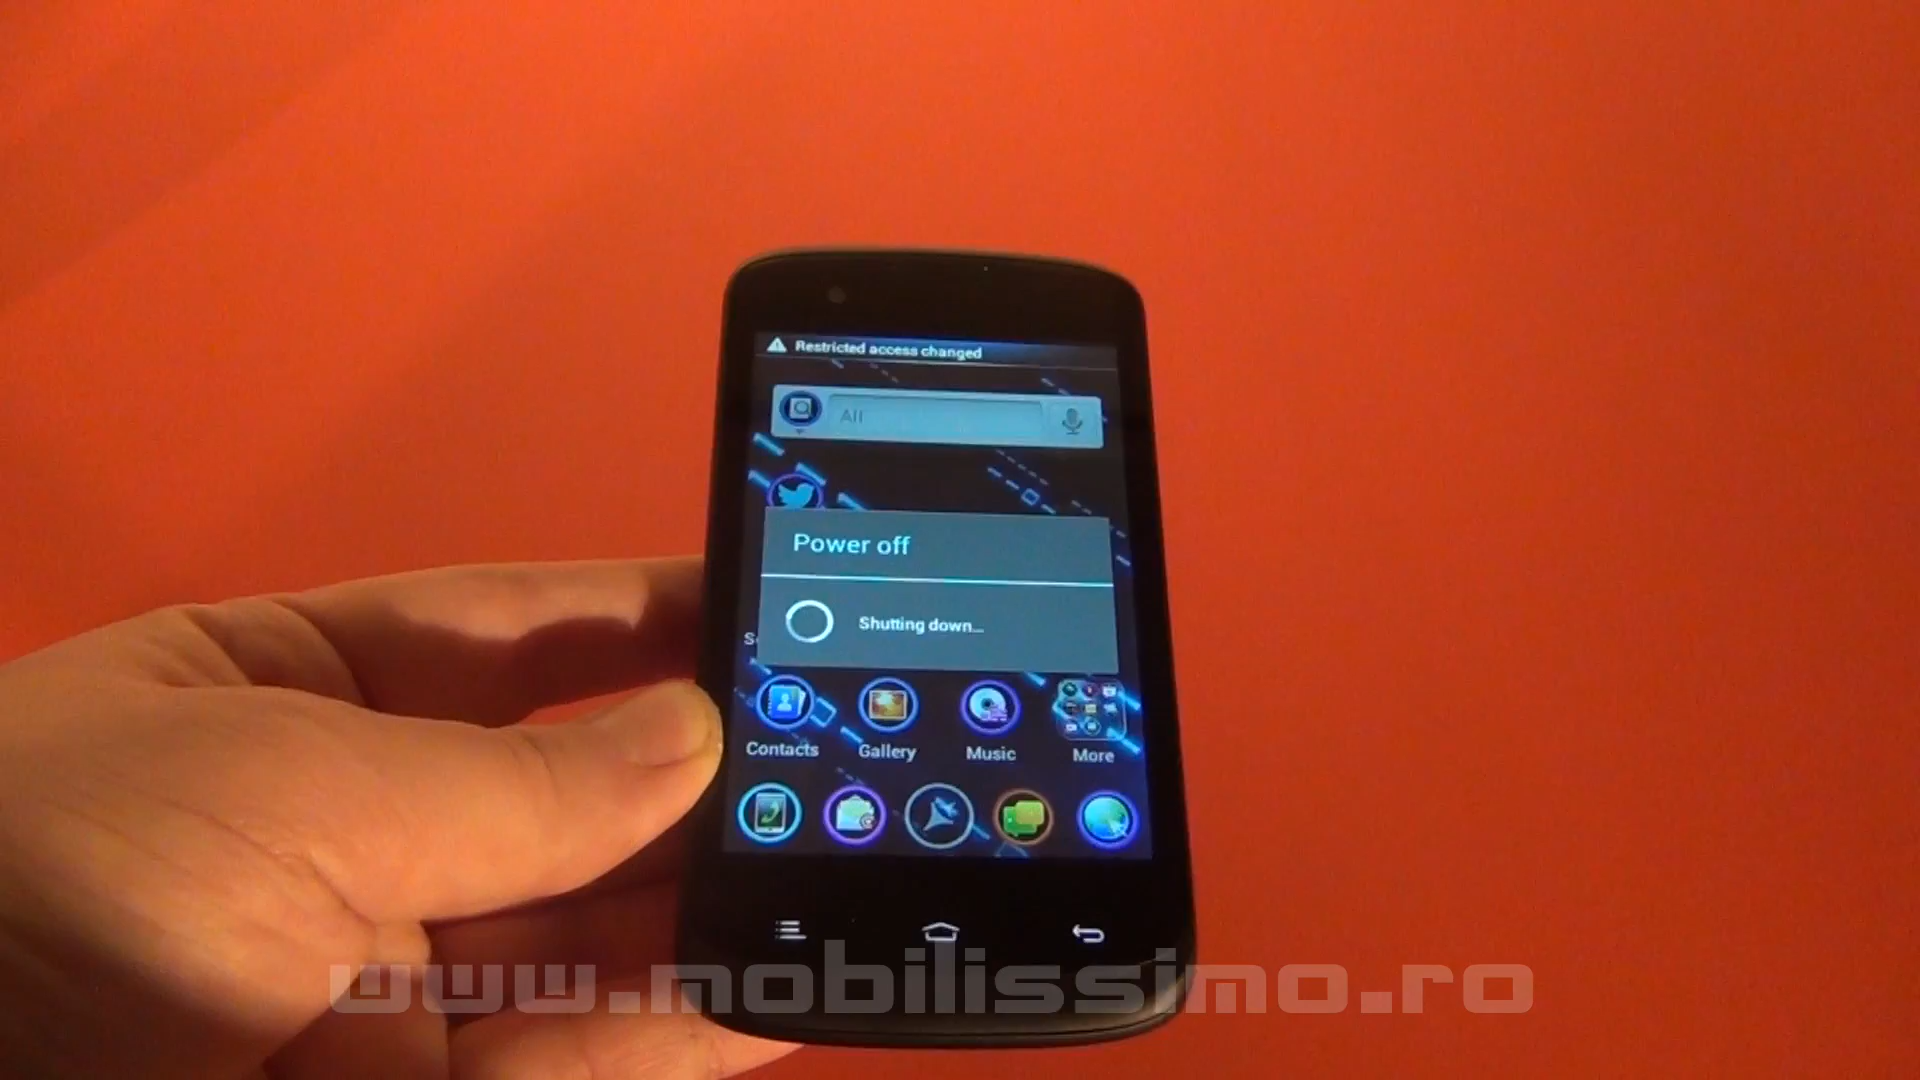 Restricted access changed
All
Power off
Shutting down...
S
Contacts
Gallery
Music
More
www.mobilissimo.ro